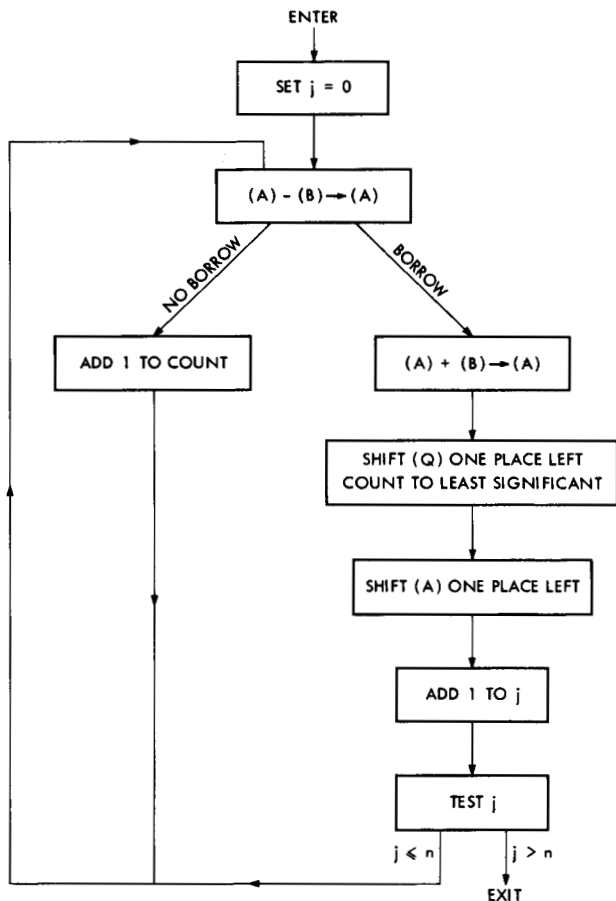 ENTER
SET j = 0
(A) - (B) → (A)
NO BORROW
BORROW
ADD 1 TO COUNT
(A) + (B) → (A)
SHIFT (Q) ONE PLACE LEFT
COUNT TO LEAST SIGNIFICANT
SHIFT (A) ONE PLACE LEFT
ADD 1 TO j
TEST j
j ⩽ n
j > n
EXIT